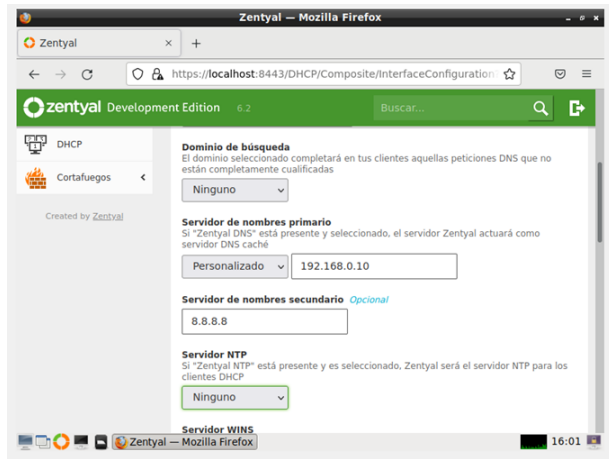 Zentyal — Mozilla Firefox
Zentyal
https://localhost:8443/DHCP/Composite/InterfaceConfiguration
zentyal Development Edition 6.2
Buscar...
DHCP
Cortafuegos
Created by Zentyal
Dominio de búsqueda
El dominio seleccionado completará en tus clientes aquellas peticiones DNS que no
están completamente cualificadas
Ninguno
Servidor de nombres primario
Si "Zentyal DNS" está presente y seleccionado, el servidor Zentyal actuará como
servidor DNS caché
Personalizado 192.168.0.10
Servidor de nombres secundario Opcional
8.8.8.8
Servidor NTP
Si "Zentyal NTP" está presente y es seleccionado, Zentyal será el servidor NTP para los
clientes DHCP
Ninguno
Servidor WINS
Zentyal — Mozilla Firefox
16:01